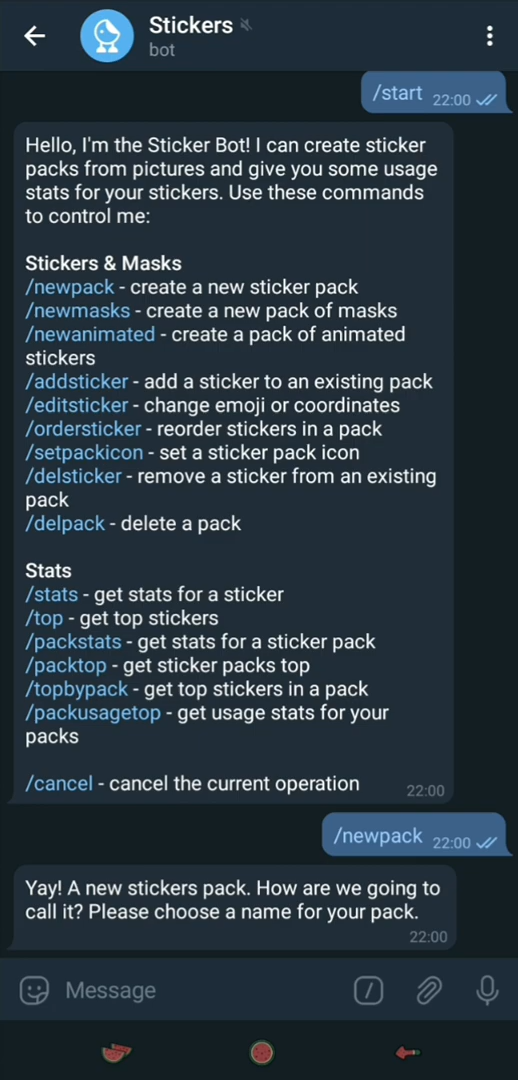 Stickers
bot
/start 22:00
Hello, I'm the Sticker Bot! I can create sticker
packs from pictures and give you some usage
stats for your stickers. Use these commands
to control me:
Stickers & Masks
/newpack - create a new sticker pack
/newmasks - create a new pack of masks
/newanimated - create a pack of animated
stickers
/addsticker - add a sticker to an existing pack
/editsticker - change emoji or coordinates
/ordersticker - reorder stickers in a pack
/setpackicon - set a sticker pack icon
/delsticker - remove a sticker from an existing
pack
/delpack - delete a pack
Stats
/stats - get stats for a sticker
/top - get top stickers
/packstats - get stats for a sticker pack
/packtop - get sticker packs top
/topbypack - get top stickers in a pack
/packusagetop - get usage stats for your
packs
/cancel - cancel the current operation 22:00
/newpack 22:00
Yay! A new stickers pack. How are we going to
call it? Please choose a name for your pack.
22:00
Message